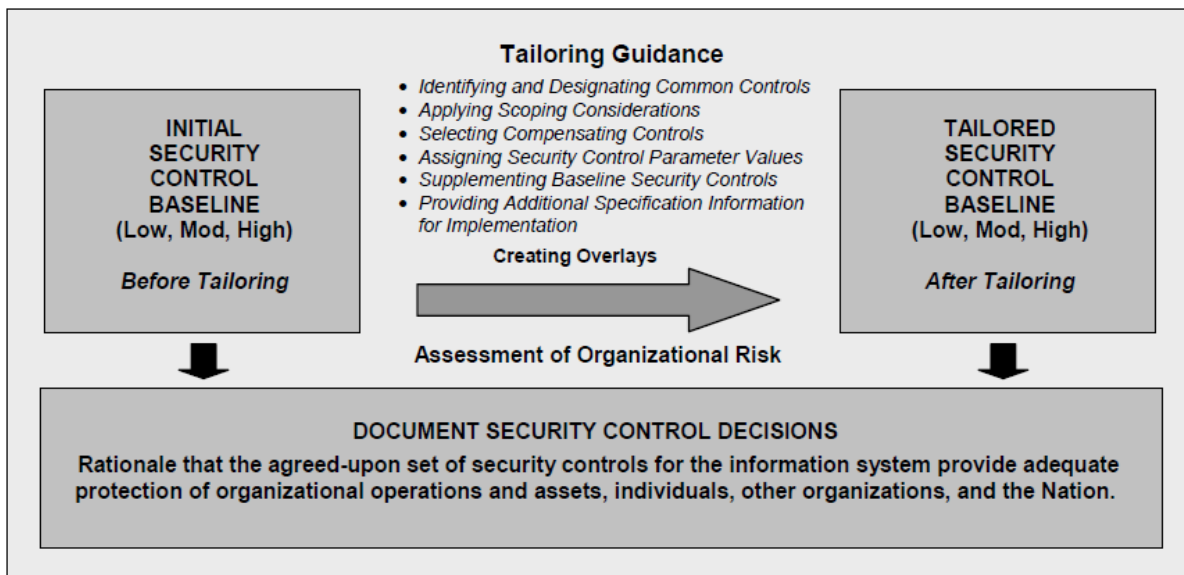 Tailoring Guidance
• Identifying and Designating Common Controls
• Applying Scoping Considerations
• Selecting Compensating Controls
• Assigning Security Control Parameter Values
• Supplementing Baseline Security Controls
• Providing Additional Specification Information
for Implementation
Creating Overlays
Assessment of Organizational Risk
INITIAL
SECURITY
CONTROL
BASELINE
(Low, Mod, High)
Before Tailoring
TAILORED
SECURITY
CONTROL
BASELINE
(Low, Mod, High)
After Tailoring
DOCUMENT SECURITY CONTROL DECISIONS
Rationale that the agreed-upon set of security controls for the information system provide adequate
protection of organizational operations and assets, individuals, other organizations, and the Nation.